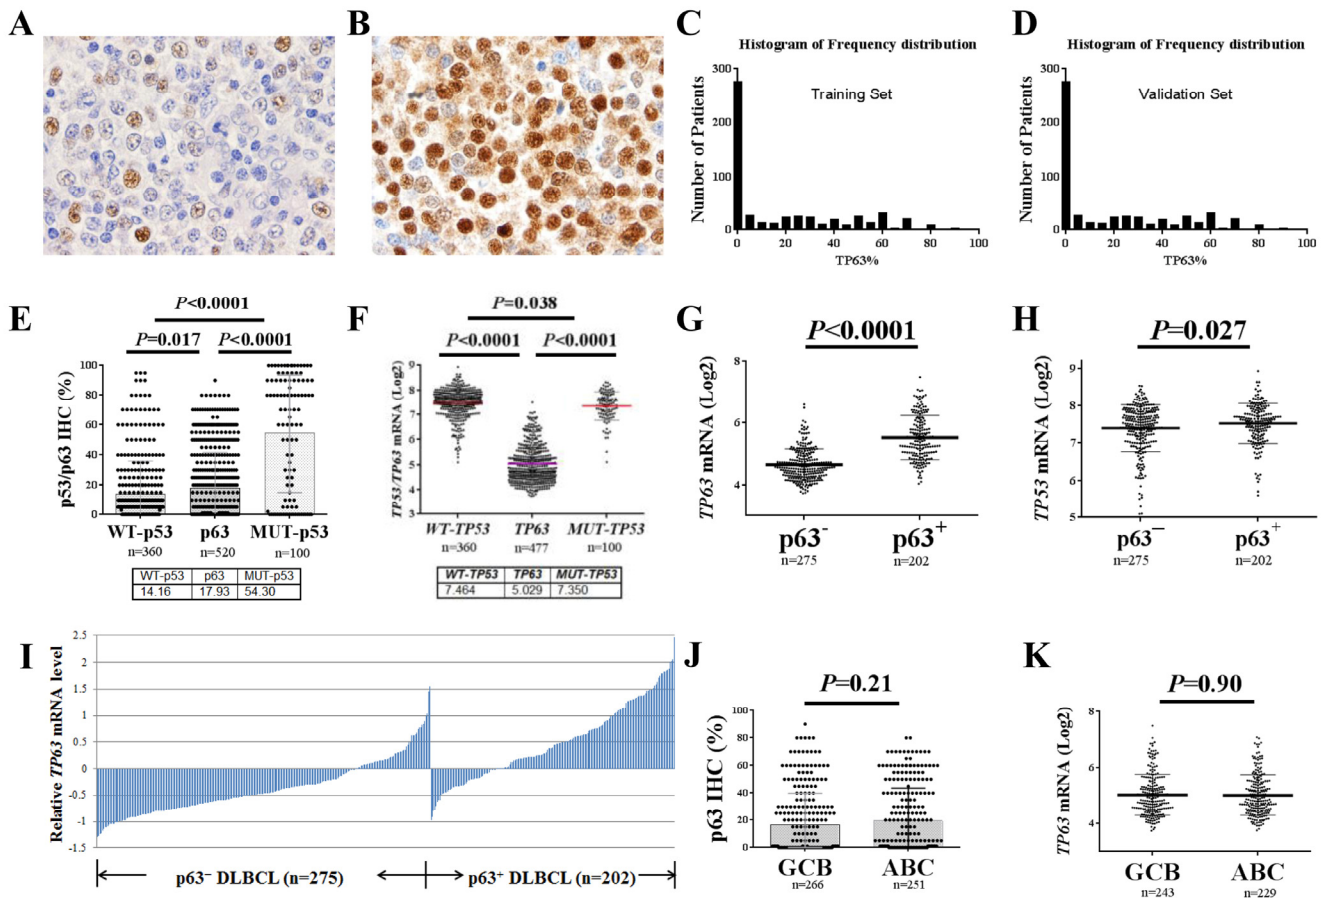 A
B
C
D
Histogram of Frequency distribution
Histogram of Frequency distribution
Training Set
Validation Set
Number of Patients
300
200
100
0
0 20 40 60 80 100
TP63%
Number of Patients
300
200
100
0
0 20 40 60 80 100
TP63%
E
P<0.0001
P=0.017 P<0.0001
p53/p63 IHC (%)
100
80
60
40
20
0
WT-p53 p63 MUT-p53
n=360 n=520 n=100
WT-p53 p63 MUT-p53
14.16 17.93 54.30
F
P=0.038
P<0.0001 P<0.0001
TP53/TP63 mRNA (Log2)
9
8
7
6
5
4
3
WT-TP53 TP63 MUT-TP53
n=360 n=477 n=100
WT-TP53 TP63 MUT-TP53
7.464 5.029 7.350
G
P<0.0001
TP63 mRNA (Log2)
8
6
4
p63⁻ p63⁺
n=275 n=202
H
P=0.027
TP53 mRNA (Log2)
9
8
7
6
5
p63⁻ p63⁺
n=275 n=202
I
Relative TP63 mRNA level
2.5
2
1.5
1
0.5
0
-0.5
-1
-1.5
p63⁻ DLBCL (n=275) p63⁺ DLBCL (n=202)
J
P=0.21
p63 IHC (%)
100
80
60
40
20
0
GCB ABC
n=266 n=251
K
P=0.90
TP63 mRNA (Log2)
8
6
4
GCB ABC
n=243 n=229